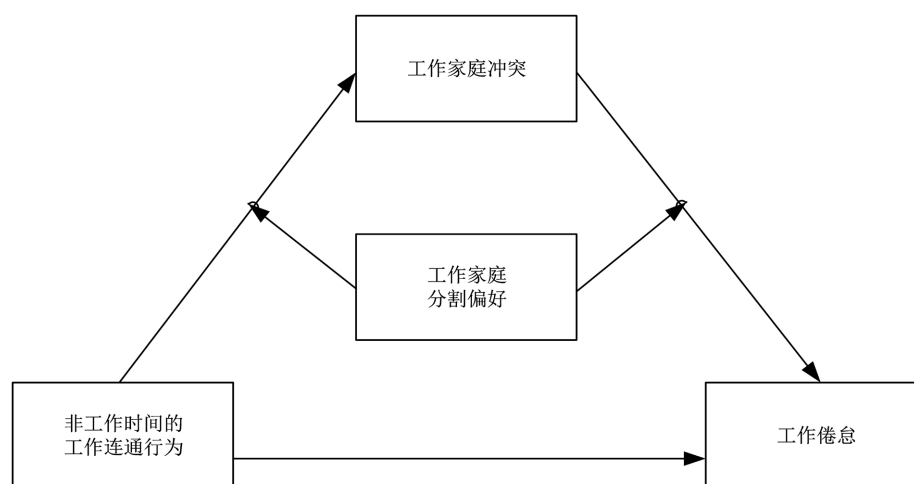 工作家庭冲突
工作家庭
分割偏好
非工作时间的
工作连通行为
工作倦怠